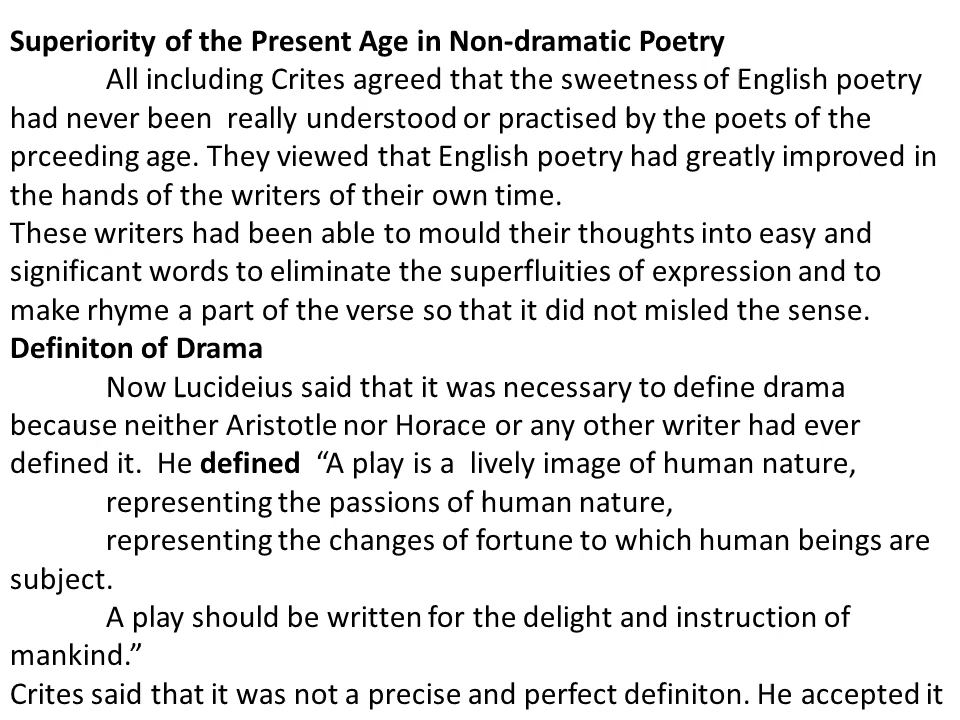 Superiority of the Present Age in Non-dramatic Poetry
All including Crites agreed that the sweetness of English poetry
had never been  really understood or practised by the poets of the
prceeding age. They viewed that English poetry had greatly improved in
the hands of the writers of their own time.
These writers had been able to mould their thoughts into easy and
significant words to eliminate the superfluities of expression and to
make rhyme a part of the verse so that it did not misled the sense.
Definiton of Drama
Now Lucideius said that it was necessary to define drama
because neither Aristotle nor Horace or any other writer had ever
defined it.  He defined  “A play is a  lively image of human nature,
representing the passions of human nature,
representing the changes of fortune to which human beings are
subject.
A play should be written for the delight and instruction of
mankind.”
Crites said that it was not a precise and perfect definiton. He accepted it